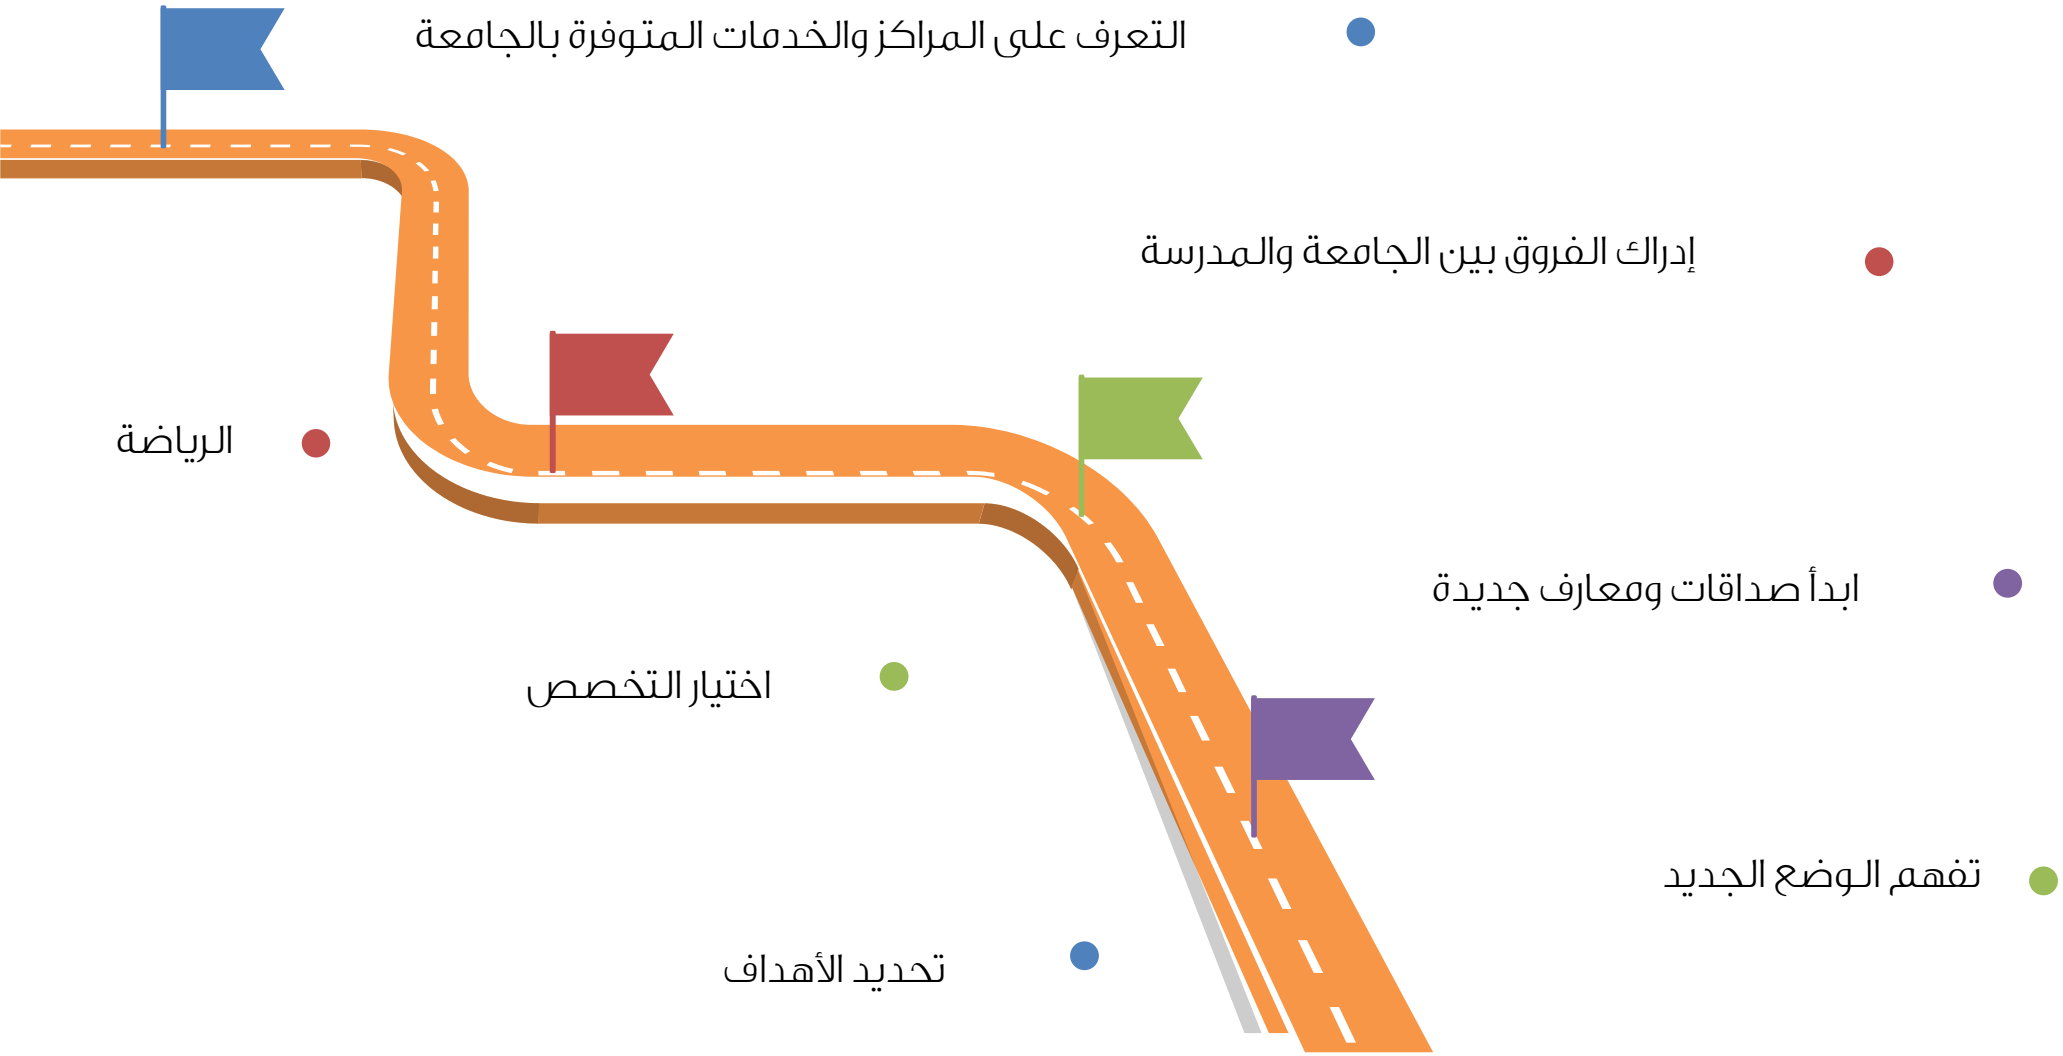 التعرف على المراكز والخدمات المتوفرة بالجامعة
إدراك الفروق بين الجامعة والمدرسة
الرياضة
ابدأ صداقات ومعارف جديدة
اختيار التخصص
تفهم الوضع الجديد
تحديد الأهداف